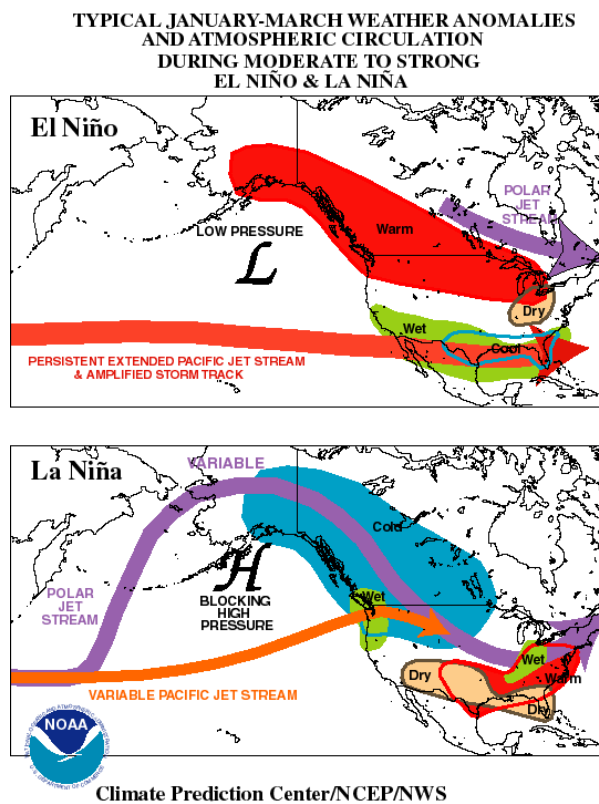 TYPICAL JANUARY-MARCH WEATHER ANOMALIES
AND ATMOSPHERIC CIRCULATION
DURING MODERATE TO STRONG
EL NIÑO & LA NIÑA
El Niño
POLAR
JET
STREAM
LOW PRESSURE
L
Warm
Dry
Wet
Cool
PERSISTENT EXTENDED PACIFIC JET STREAM
& AMPLIFIED STORM TRACK
La Niña
VARIABLE
Cold
H
POLAR
JET
STREAM
BLOCKING
HIGH
PRESSURE
Wet
Wet
Dry
Warm
VARIABLE PACIFIC JET STREAM
Dry
NOAA
Climate Prediction Center/NCEP/NWS